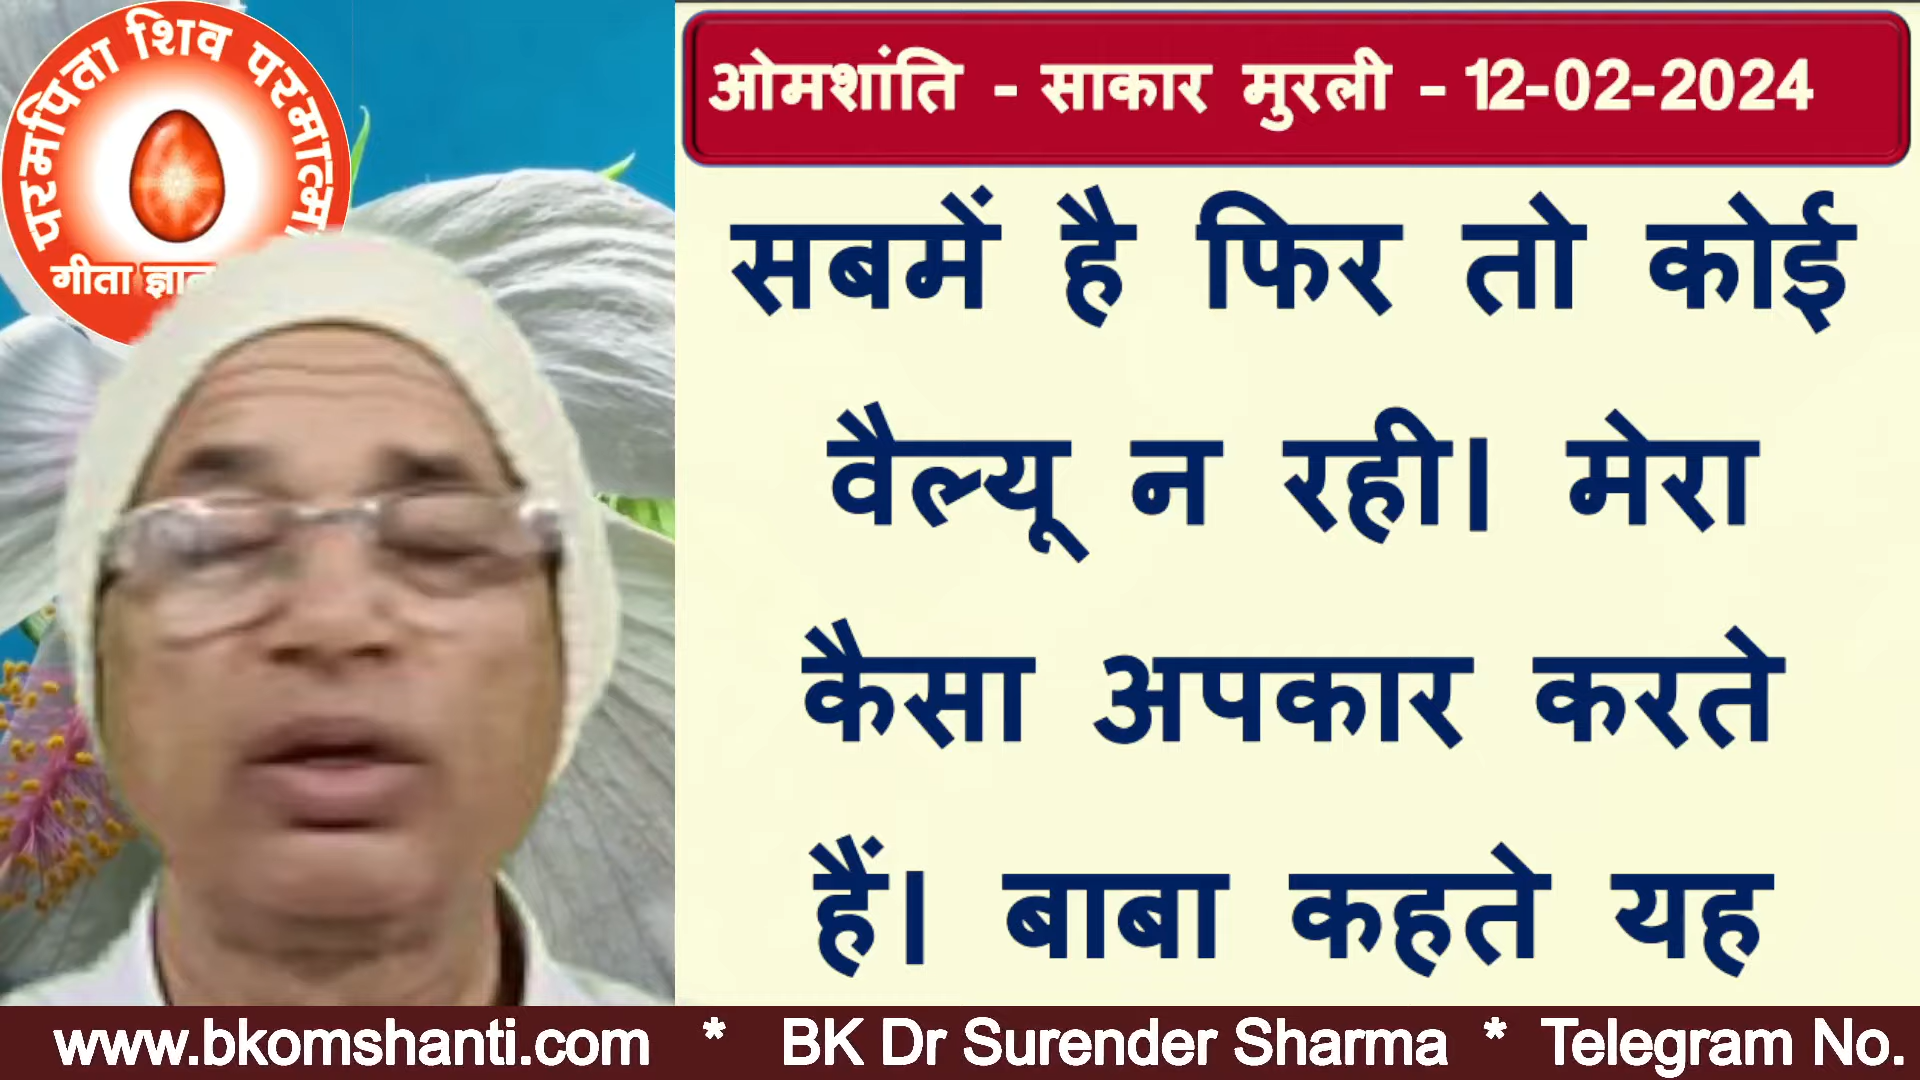 परमपिता शिव परमात्मा
गीता
ओमशांति - साकार मुरली - 12-02-2024
सबमें है फिर तो कोई
वैल्यू न रही। मेरा
कैसा अपकार करते
हैं। बाबा कहते यह
www.bkomshanti.com * BK Dr Surender Sharma * Telegram No.